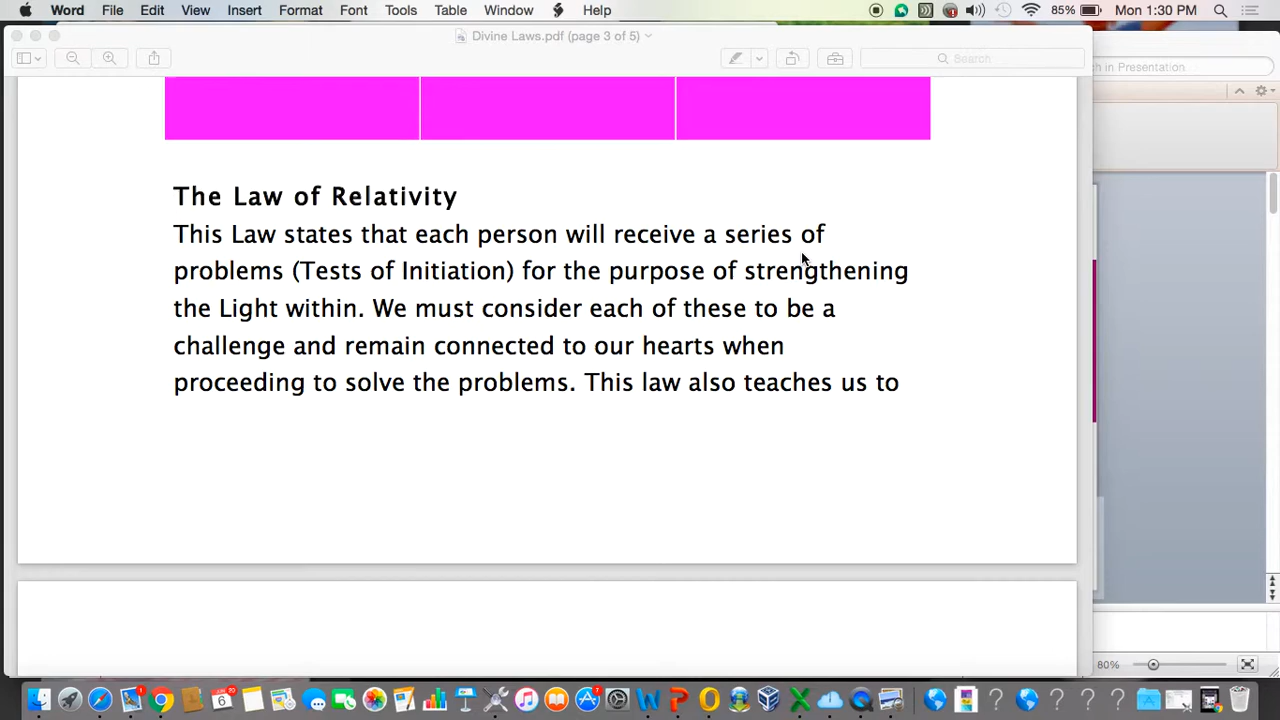 Word File Edit View Insert Format Font Tools Table Window Help 85% Mon 1:30 PM
Divine Laws.pdf (page 3 of 5)
Search
ch in Presentation
The Law of Relativity
This Law states that each person will receive a series of
problems (Tests of Initiation) for the purpose of strengthening
the Light within. We must consider each of these to be a
challenge and remain connected to our hearts when
proceeding to solve the problems. This law also teaches us to
80%